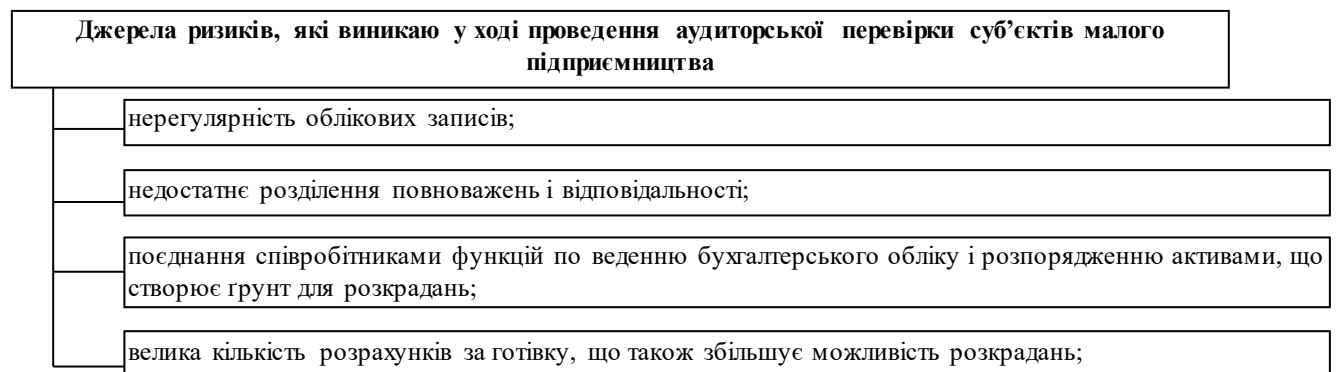 Джерела ризиків, які виникаю у ході проведення аудиторської перевірки суб’єктів малого
підприємництва
нерегулярність облікових записів;
недостатнє розділення повноважень і відповідальності;
поєднання співробітниками функцій по веденню бухгалтерського обліку і розпорядженню активами, що
створює ґрунт для розкрадань;
велика кількість розрахунків за готівку, що також збільшує можливість розкрадань;